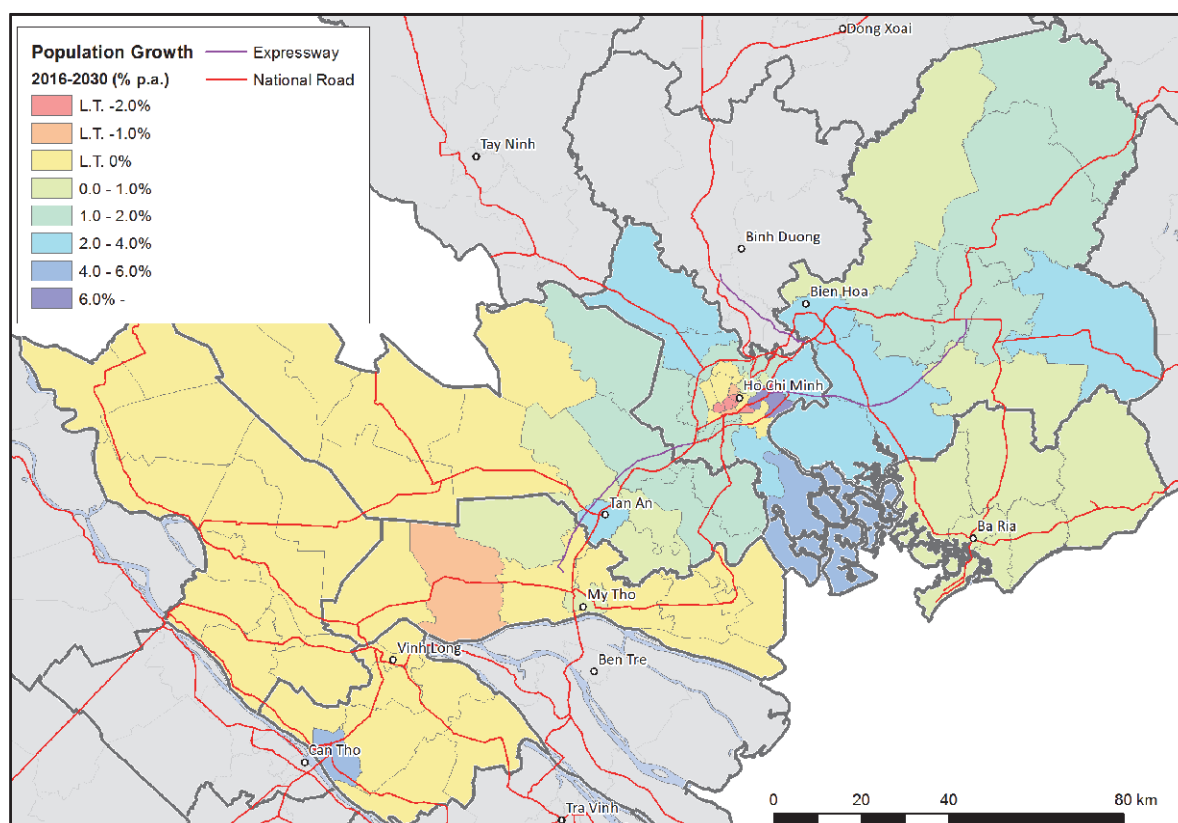 Population Growth
2016-2030 (% p.a.)
L.T. -2.0%
L.T. -1.0%
L.T. 0%
0.0 - 1.0%
1.0 - 2.0%
2.0 - 4.0%
4.0 - 6.0%
6.0% -
Expressway
National Road
Dong Xoai
Tay Ninh
Binh Duong
Bien Hoa
Ho Chi Minh
Tan An
Ba Ria
My Tho
Vinh Long
Ben Tre
Can Tho
Tra Vinh
0 20 40 80 km